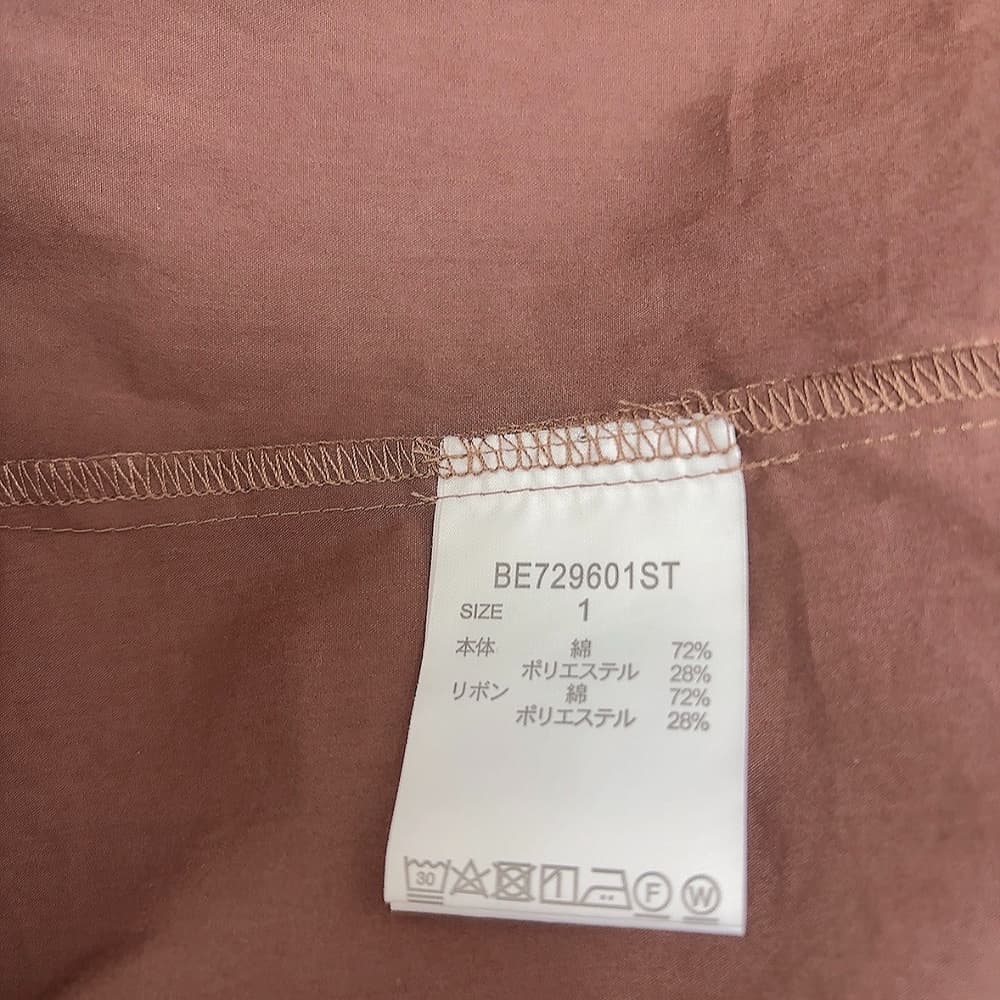 BE729601ST
SIZE 1
本体 綿 72%
ポリエステル 28%
リボン 綿 72%
ポリエステル 28%
30 F W